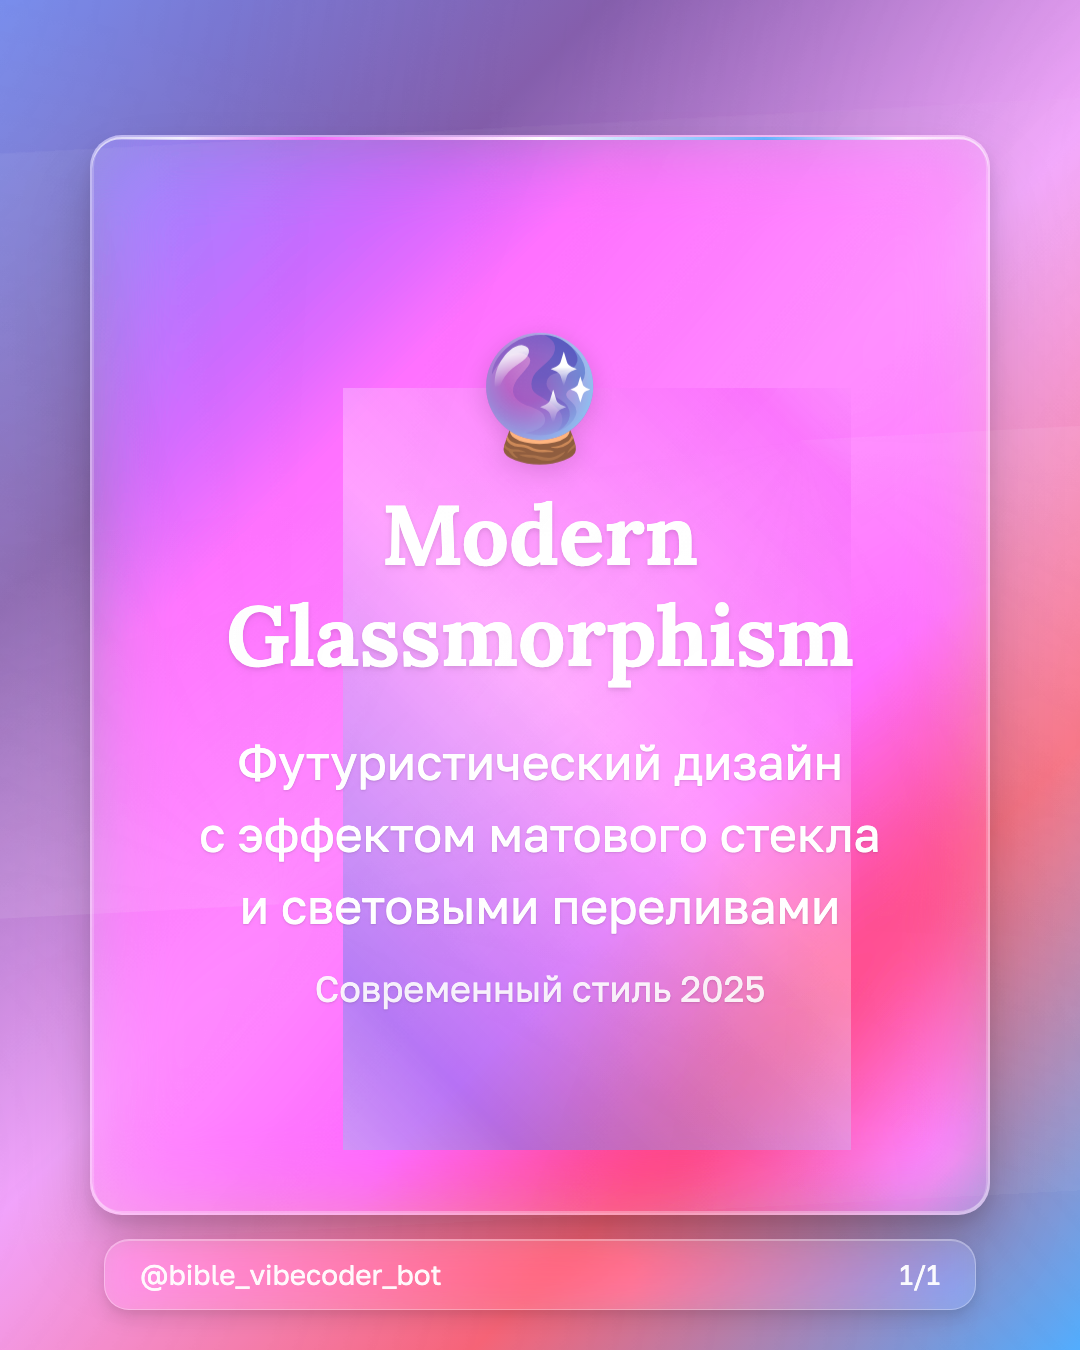 Modern
Glassmorphism
Футуристический дизайн
с эффектом матового стекла
и световыми переливами
Современный стиль 2025
@bible_vibecoder_bot
1/1